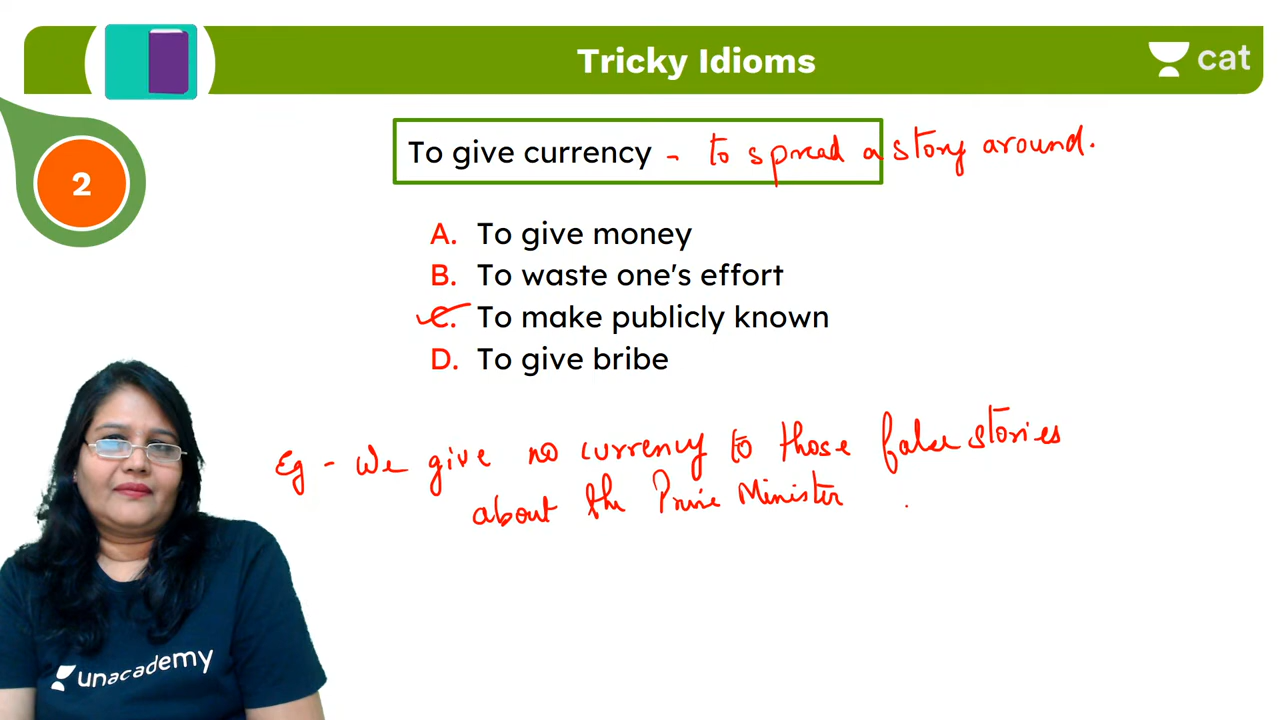 Tricky Idioms
cat
2
To give currency - to spread a story around.
A. To give money
B. To waste one's effort
C. To make publicly known
D. To give bribe
Eg - We give no currency to those false stories
about the Prime Minister
unacademy